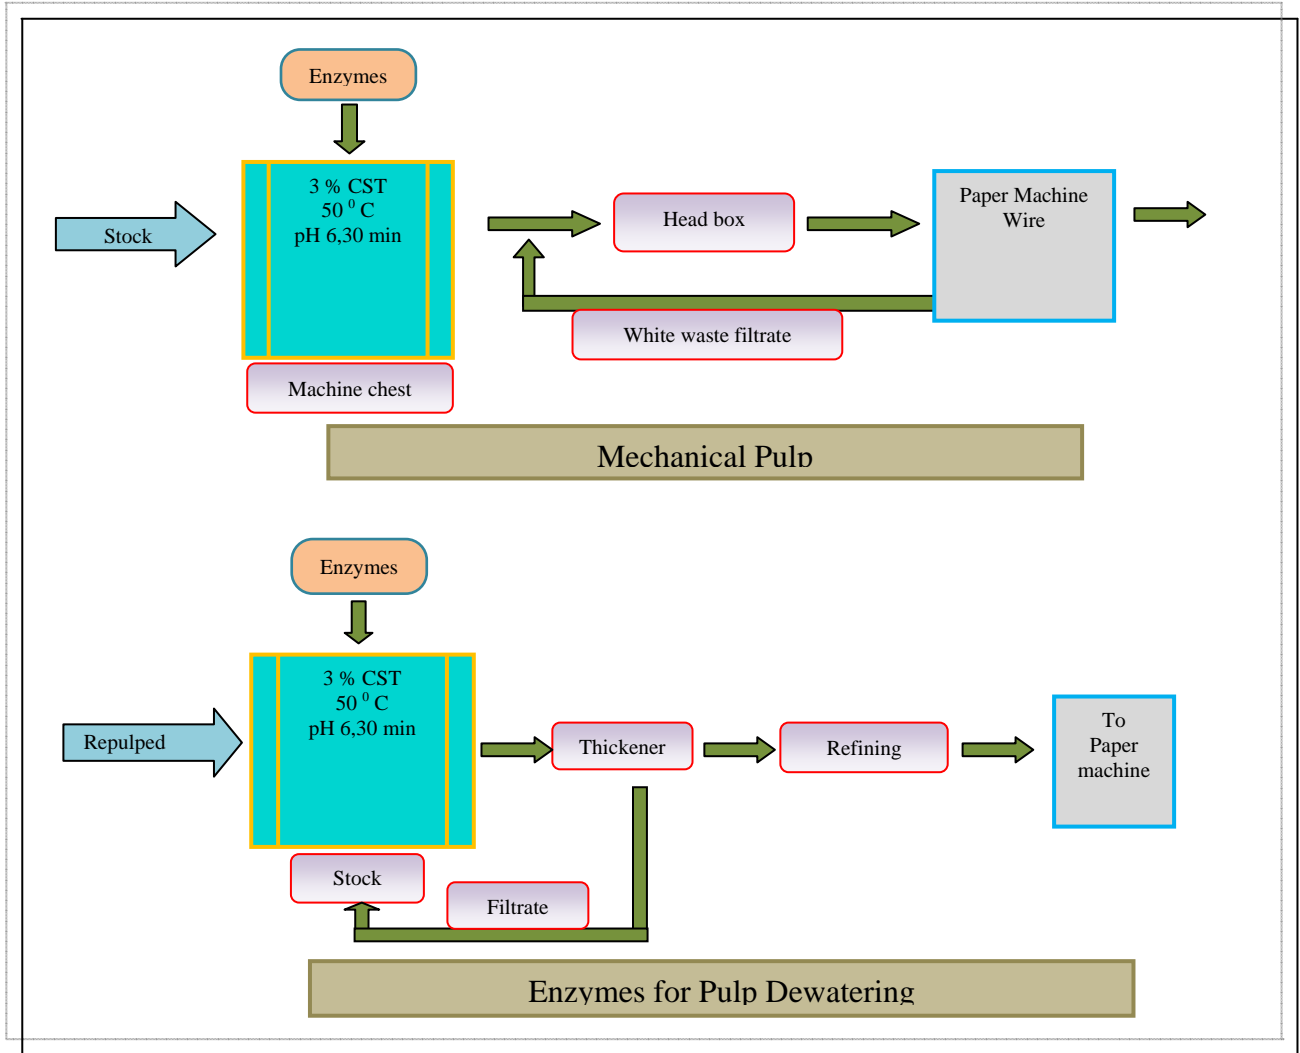 Enzymes
3 % CST
50 ⁰ C
pH 6,30 min
Stock
Head box
Paper Machine
Wire
White waste filtrate
Machine chest
Mechanical Pulp
Enzymes
3 % CST
50 ⁰ C
pH 6,30 min
Repulped
Thickener
Refining
To
Paper
machine
Stock
Filtrate
Enzymes for Pulp Dewatering